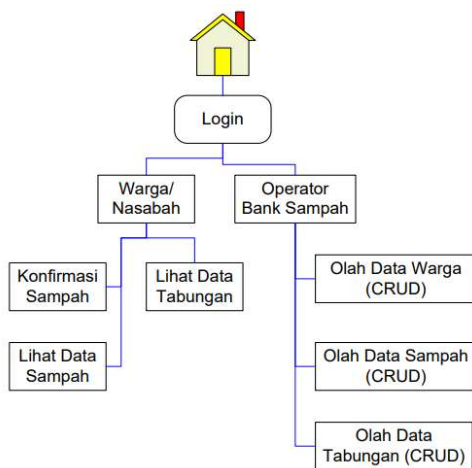 Login
Warga/
Nasabah
Operator
Bank Sampah
Konfirmasi
Sampah
Lihat Data
Tabungan
Lihat Data
Sampah
Olah Data Warga
(CRUD)
Olah Data Sampah
(CRUD)
Olah Data
Tabungan (CRUD)